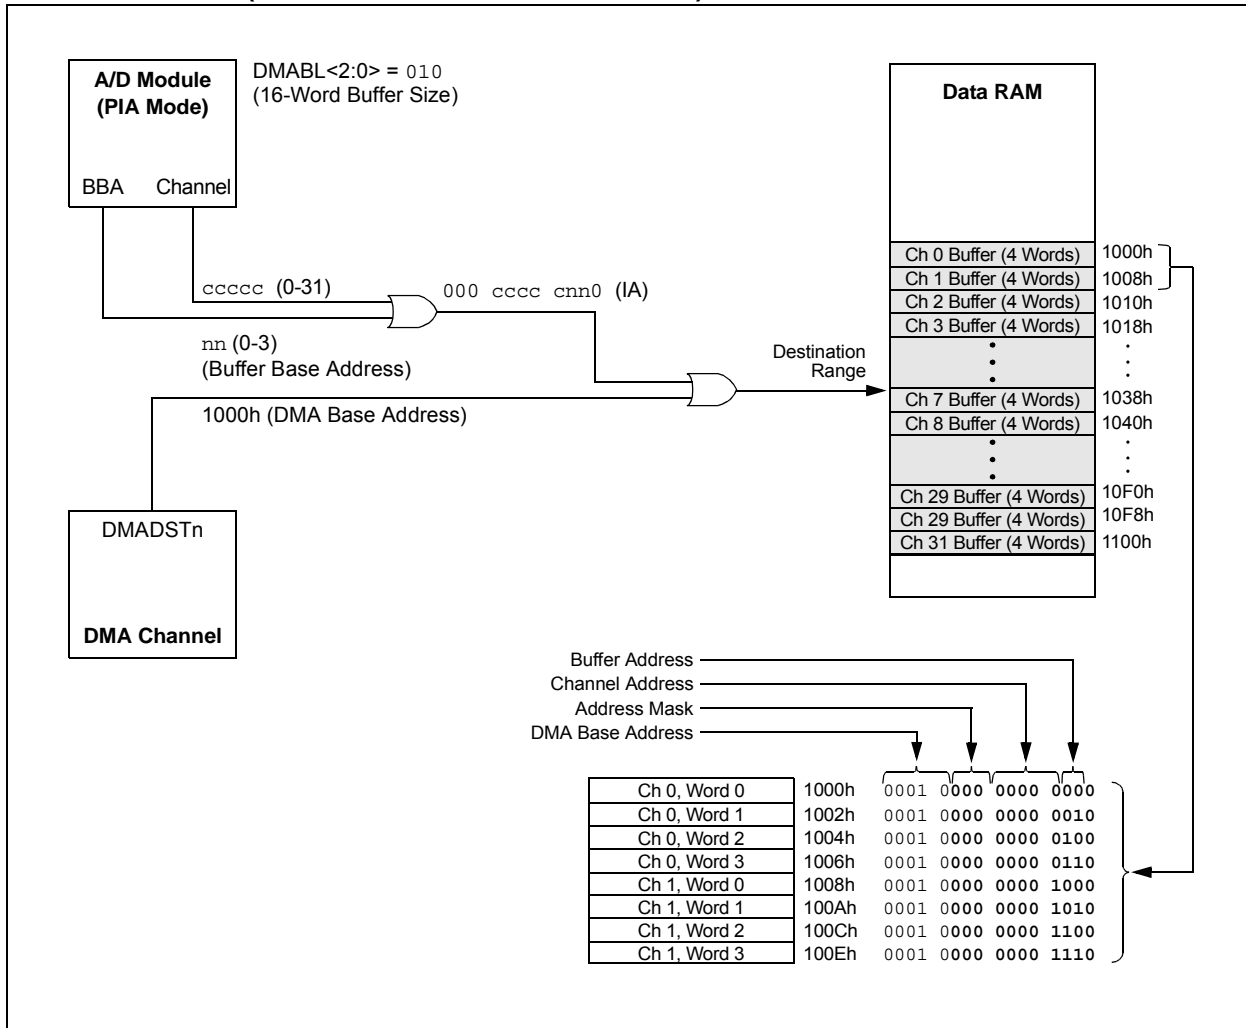 A/D Module
(PIA Mode)
BBA Channel
DMABL<2:0> = 010
(16-Word Buffer Size)
ccccc (0-31)
000 cccc cnn0 (IA)
nn (0-3)
(Buffer Base Address)
1000h (DMA Base Address)
Destination
Range
DMADSTn
DMA Channel
Data RAM
Ch 0 Buffer (4 Words) 1000h
Ch 1 Buffer (4 Words) 1008h
Ch 2 Buffer (4 Words) 1010h
Ch 3 Buffer (4 Words) 1018h
Ch 7 Buffer (4 Words) 1038h
Ch 8 Buffer (4 Words) 1040h
Ch 29 Buffer (4 Words) 10F0h
Ch 29 Buffer (4 Words) 10F8h
Ch 31 Buffer (4 Words) 1100h
Buffer Address
Channel Address
Address Mask
DMA Base Address
Ch 0, Word 0 1000h 0001 0000 0000 0000
Ch 0, Word 1 1002h 0001 0000 0000 0010
Ch 0, Word 2 1004h 0001 0000 0000 0100
Ch 0, Word 3 1006h 0001 0000 0000 0110
Ch 1, Word 0 1008h 0001 0000 0000 1000
Ch 1, Word 1 100Ah 0001 0000 0000 1010
Ch 1, Word 2 100Ch 0001 0000 0000 1100
Ch 1, Word 3 100Eh 0001 0000 0000 1110